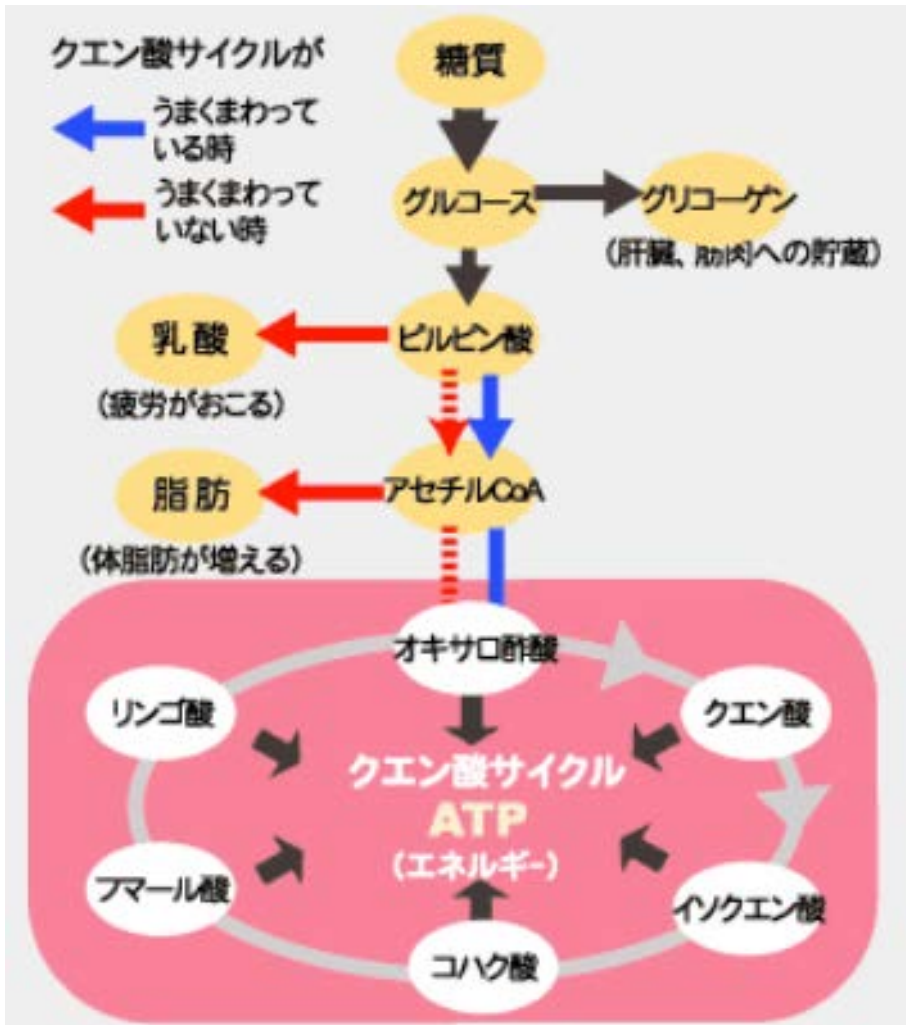 クエン酸サイクルが
うまくまわって
いる時
うまくまわって
いない時
糖質
グルコース
グリコーゲン
(肝臓、筋肉への貯蔵)
乳酸
ピルビン酸
(疲労がおこる)
脂肪
アセチルCoA
(体脂肪が増える)
オキサロ酢酸
リンゴ酸
クエン酸
クエン酸サイクル
ATP
(エネルギー)
フマール酸
イソクエン酸
コハク酸